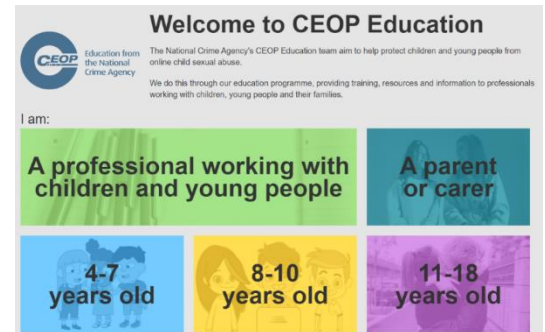 Welcome to CEOP Education
CEOP
Education from
the National
Crime Agency
The National Crime Agency's CEOP Education team aim to help protect children and young people from
online child sexual abuse.
We do this through our education programme, providing training, resources and information to professionals
working with children, young people and their families.
I am:
A professional working with
children and young people
A parent
or carer
4-7
years old
8-10
years old
11-18
years old